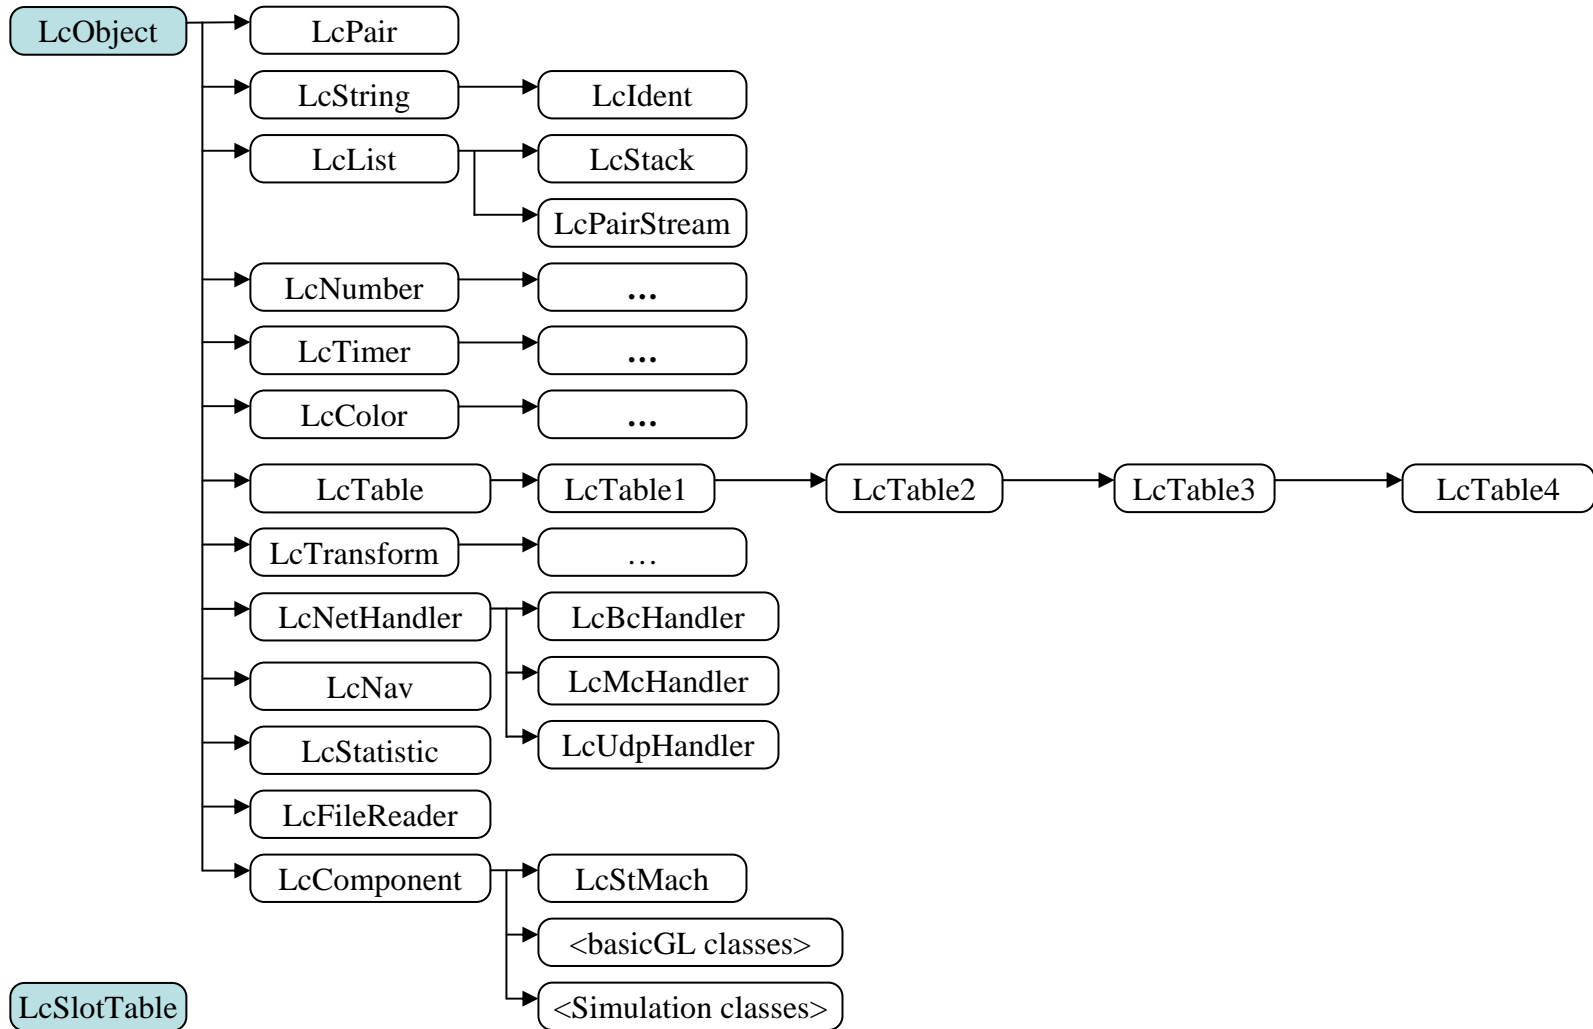 LcObject
LcPair
LcString
LcIdent
LcList
LcStack
LcPairStream
LcNumber
...
LcTimer
...
LcColor
...
LcTable
LcTable1
LcTable2
LcTable3
LcTable4
LcTransform
...
LcNetHandler
LcBcHandler
LcMcHandler
LcNav
LcUdpHandler
LcStatistic
LcFileReader
LcComponent
LcStMach
<basicGL classes>
LcSlotTable
<Simulation classes>